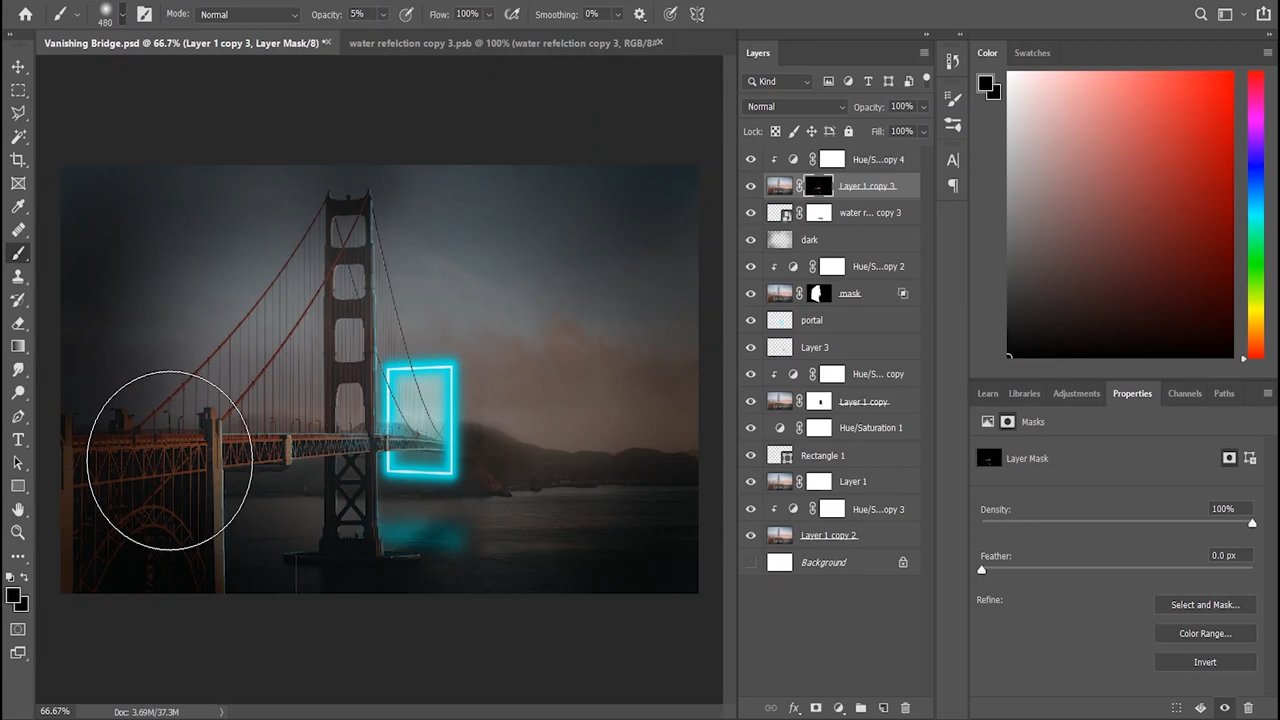 Mode: Normal Opacity: 5% Flow: 100% Smoothing: 0%
Vanishing Bridge.psd @ 66.7% (Layer 1 copy 3, Layer Mask/8) *
water refelction copy 3.psb @ 100% (water refelction copy 3, RGB/8#
480
Layers
Kind
Normal Opacity: 100%
Lock: Fill: 100%
Hue/S...opy 4
Layer 1 copy 3
water r... copy 3
dark
Hue/S...opy 2
mask
portal
Layer 3
Hue/S... copy
Layer 1 copy
Hue/Saturation 1
Rectangle 1
Layer 1
Hue/S...opy 3
Layer 1 copy 2
Background
Color Swatches
Learn Libraries Adjustments Properties Channels Paths
Masks
Layer Mask
Density: 100%
Feather: 0.0 px
Refine:
Select and Mask...
Color Range...
Invert
66.67% Doc: 3.69M/37.3M